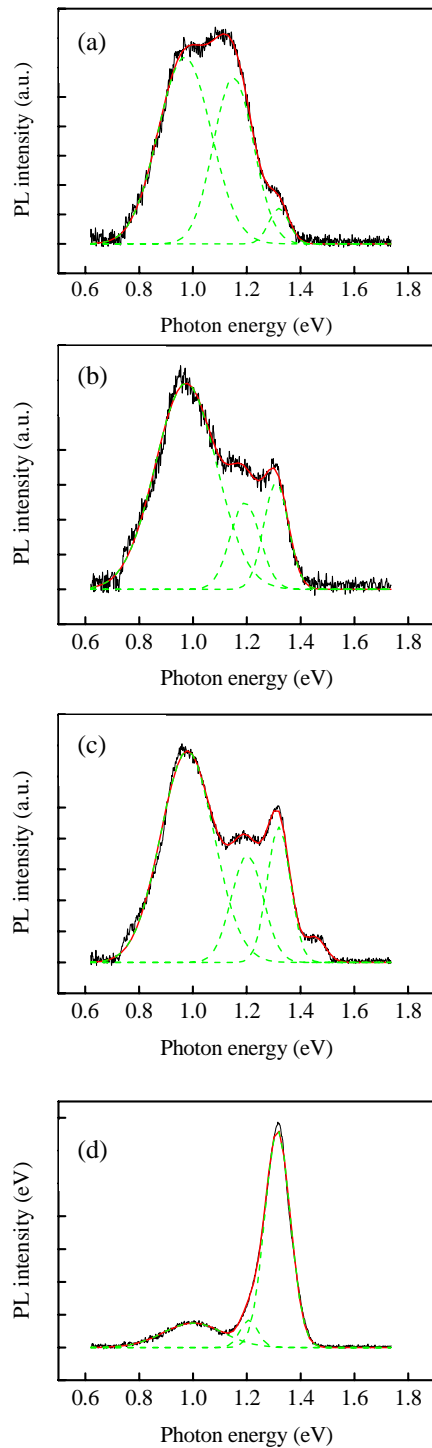 (a)
PL intensity (a.u.)
0.6 0.8 1.0 1.2 1.4 1.6 1.8
Photon energy (eV)
(b)
PL intensity (a.u.)
0.6 0.8 1.0 1.2 1.4 1.6 1.8
Photon energy (eV)
(c)
PL intensity (a.u.)
0.6 0.8 1.0 1.2 1.4 1.6 1.8
Photon energy (eV)
(d)
PL intensity (eV)
0.6 0.8 1.0 1.2 1.4 1.6 1.8
Photon energy (eV)